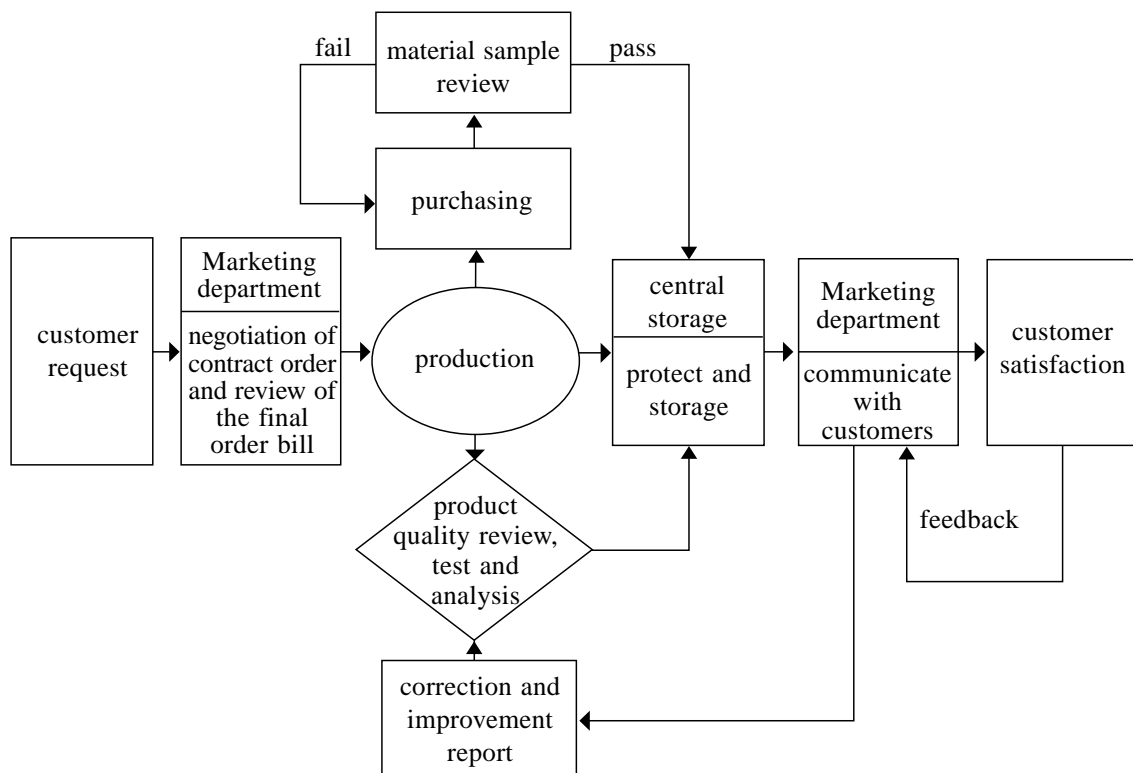 fail
material sample
review
pass
purchasing
customer
request
Marketing
department
negotiation of
contract order
and review of
the final
order bill
production
central
storage
protect and
storage
Marketing
department
communicate
with
customers
customer
satisfaction
feedback
product
quality review,
test and
analysis
correction and
improvement
report